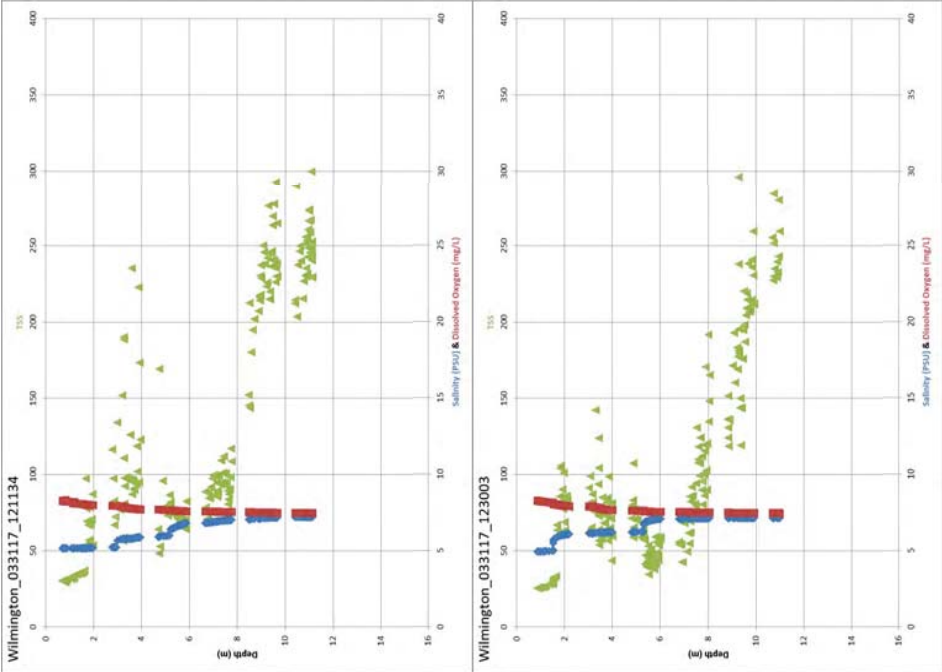 Wilmington_033117_121134
TSS
0 50 100 150 200 250 300 350 400
0
2
4
6
8
10
12
14
16
Depth (m)
0 5 10 15 20 25 30 35 40
Salinity (PSU) & Dissolved Oxygen (mg/L)
Wilmington_033117_123003
TSS
0 50 100 150 200 250 300 350 400
0
2
4
6
8
10
12
14
16
Depth (m)
0 5 10 15 20 25 30 35 40
Salinity (PSU) & Dissolved Oxygen (mg/L)